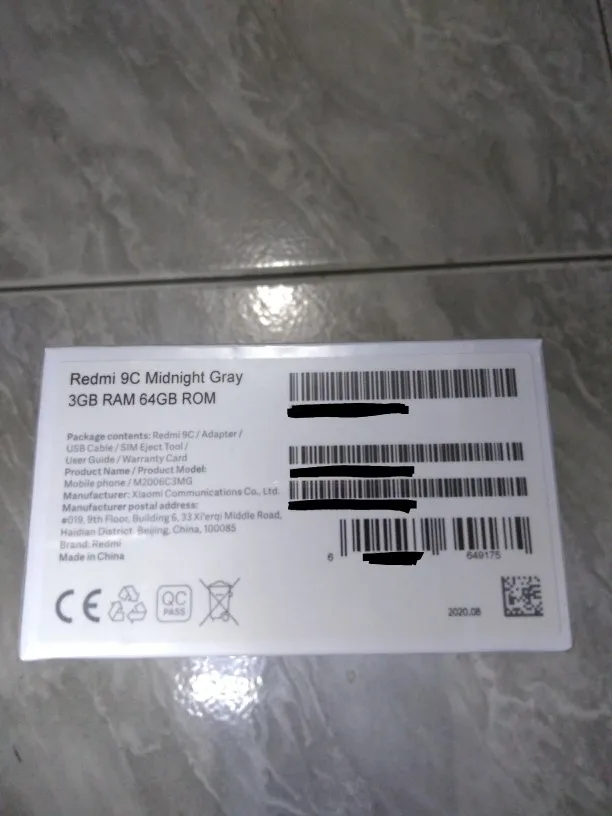 Redmi 9C Midnight Gray
3GB RAM 64GB ROM
Package contents: Redmi 9C / Adapter /
USB Cable / SIM Eject Tool /
User Guide / Warranty Card
Product Name / Product Model:
Mobile phone / M2006C3MG
Manufacturer: Xiaomi Communications Co., Ltd.
Manufacturer postal address:
#019, 9th Floor, Building 6, 33 Xi'erqi Middle Road,
Haidian District, Beijing, China, 100085
Brand: Redmi
Made in China
CE
QC
PASS
6 649175
2020.08